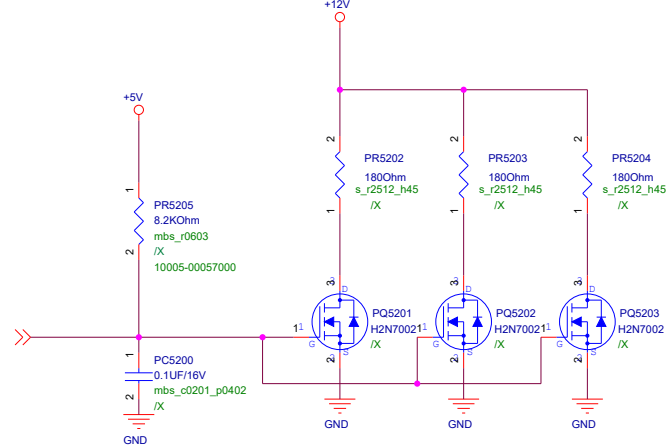 +12V
+5V
2
PR5202
180Ohm
s_r2512_h45
/X
1
2
PR5203
180Ohm
s_r2512_h45
/X
1
2
PR5204
180Ohm
s_r2512_h45
/X
1
1
PR5205
8.2KOhm
mbs_r0603
/X
10005-00057000
2
3
D
PQ5201
H2N7002
/X
1
1
G
S
2
GND
3
D
PQ5202
H2N7002
/X
1
1
G
S
2
GND
3
D
PQ5203
H2N7002
/X
1
1
G
S
2
GND
1
PC5200
0.1UF/16V
mbs_c0201_p0402
/X
2
GND